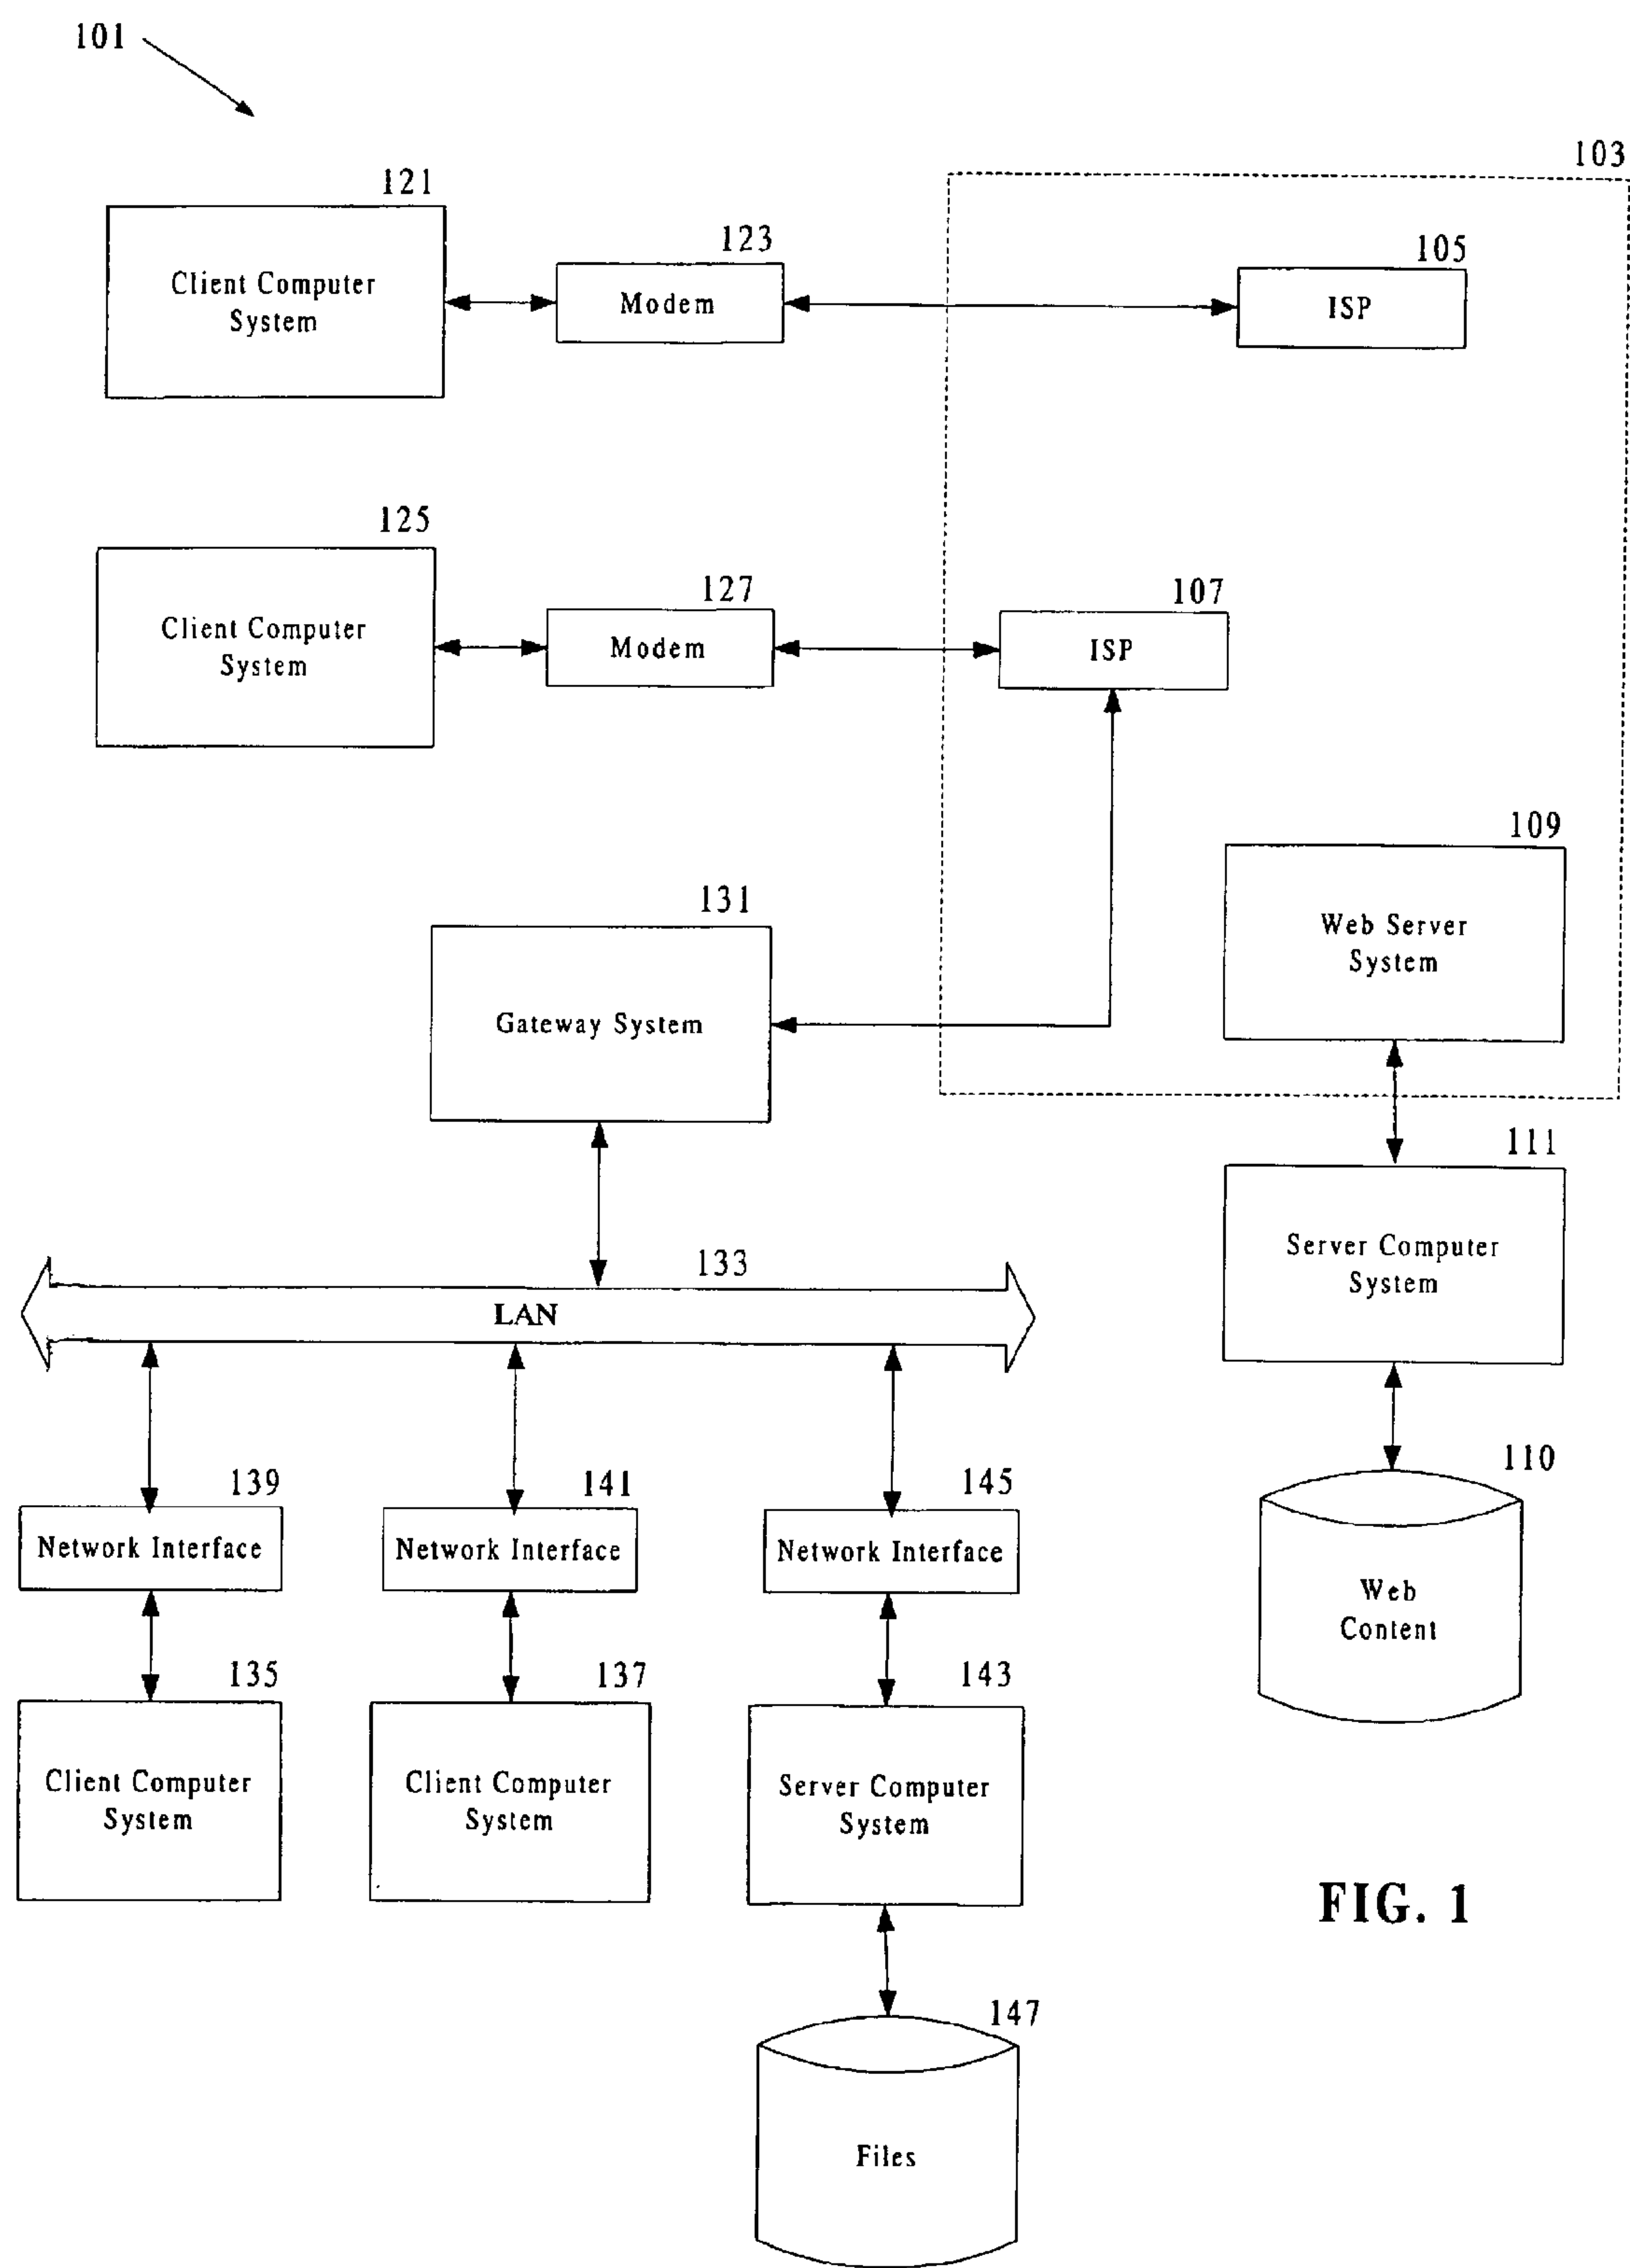 101
103
121
Client Computer
System
123
Modem
105
ISP
125
Client Computer
System
127
Modem
107
ISP
109
Web Server
System
131
Gateway System
111
Server Computer
System
133
LAN
110
Web
Content
139
Network Interface
141
Network Interface
145
Network Interface
135
Client Computer
System
137
Client Computer
System
143
Server Computer
System
FIG. 1
147
Files